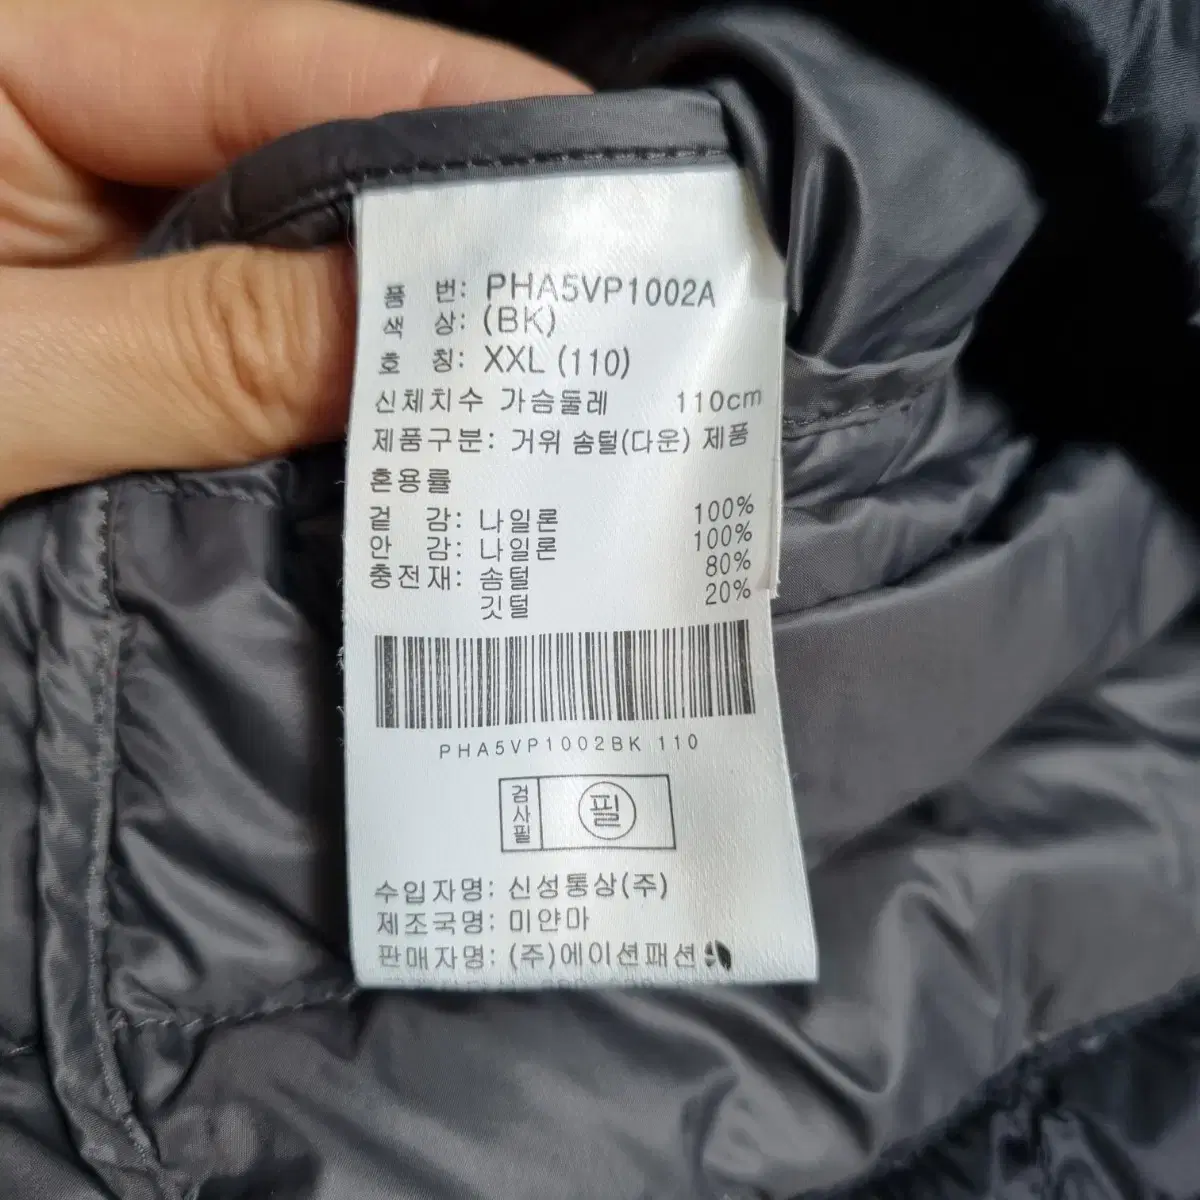 품 번: PHA5VP1002A
색 상: (BK)
호 칭: XXL (110)
신체치수 가슴둘레 110cm
제품구분: 거위 솜털(다운) 제품
혼용률
겉 감: 나일론 100%
안 감: 나일론 100%
충전재: 솜털 80%
깃털 20%
PHA5VP1002BK 110
검사필 필
수입자명: 신성통상(주)
제조국명: 미얀마
판매자명: (주)에이션패션